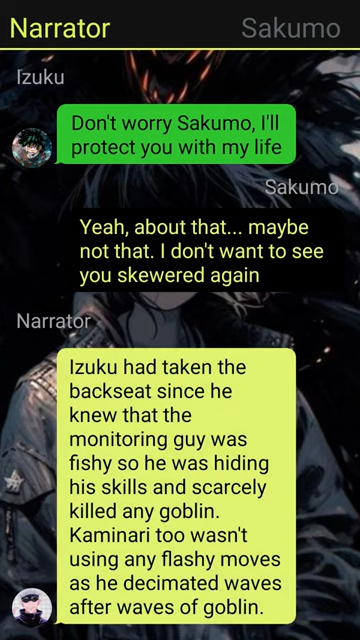 Narrator
Sakumo
Izuku
Don't worry Sakumo, I'll
protect you with my life
Sakumo
Yeah, about that... maybe
not that. I don't want to see
you skewered again
Narrator
Izuku had taken the
backseat since he
knew that the
monitoring guy was
fishy so he was hiding
his skills and scarcely
killed any goblin.
Kaminari too wasn't
using any flashy moves
as he decimated waves
after waves of goblin.